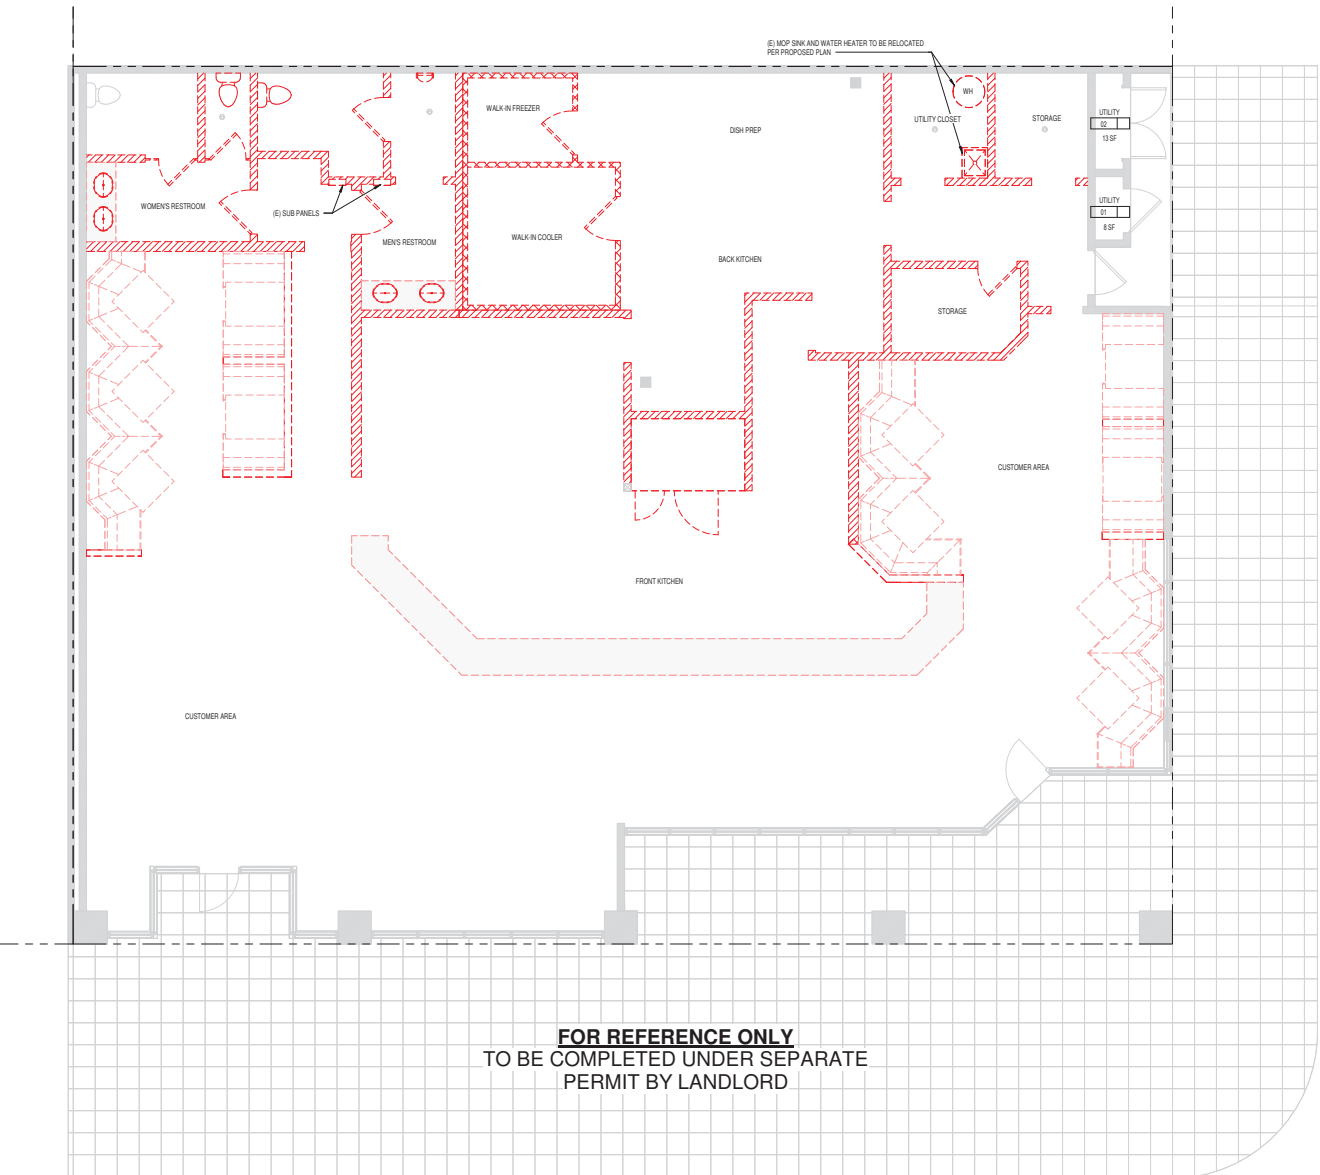 (E) MOP SINK AND WATER HEATER TO BE RELOCATED
PER PROPOSED PLAN
WH
WALK-IN FREEZER
DISH PREP
UTILITY CLOSET
STORAGE
UTILITY
02
13 SF
WOMEN'S RESTROOM
(E) SUB PANELS
MEN'S RESTROOM
WALK-IN COOLER
BACK KITCHEN
UTILITY
01
8 SF
STORAGE
CUSTOMER AREA
FRONT KITCHEN
CUSTOMER AREA
FOR REFERENCE ONLY
TO BE COMPLETED UNDER SEPARATE
PERMIT BY LANDLORD